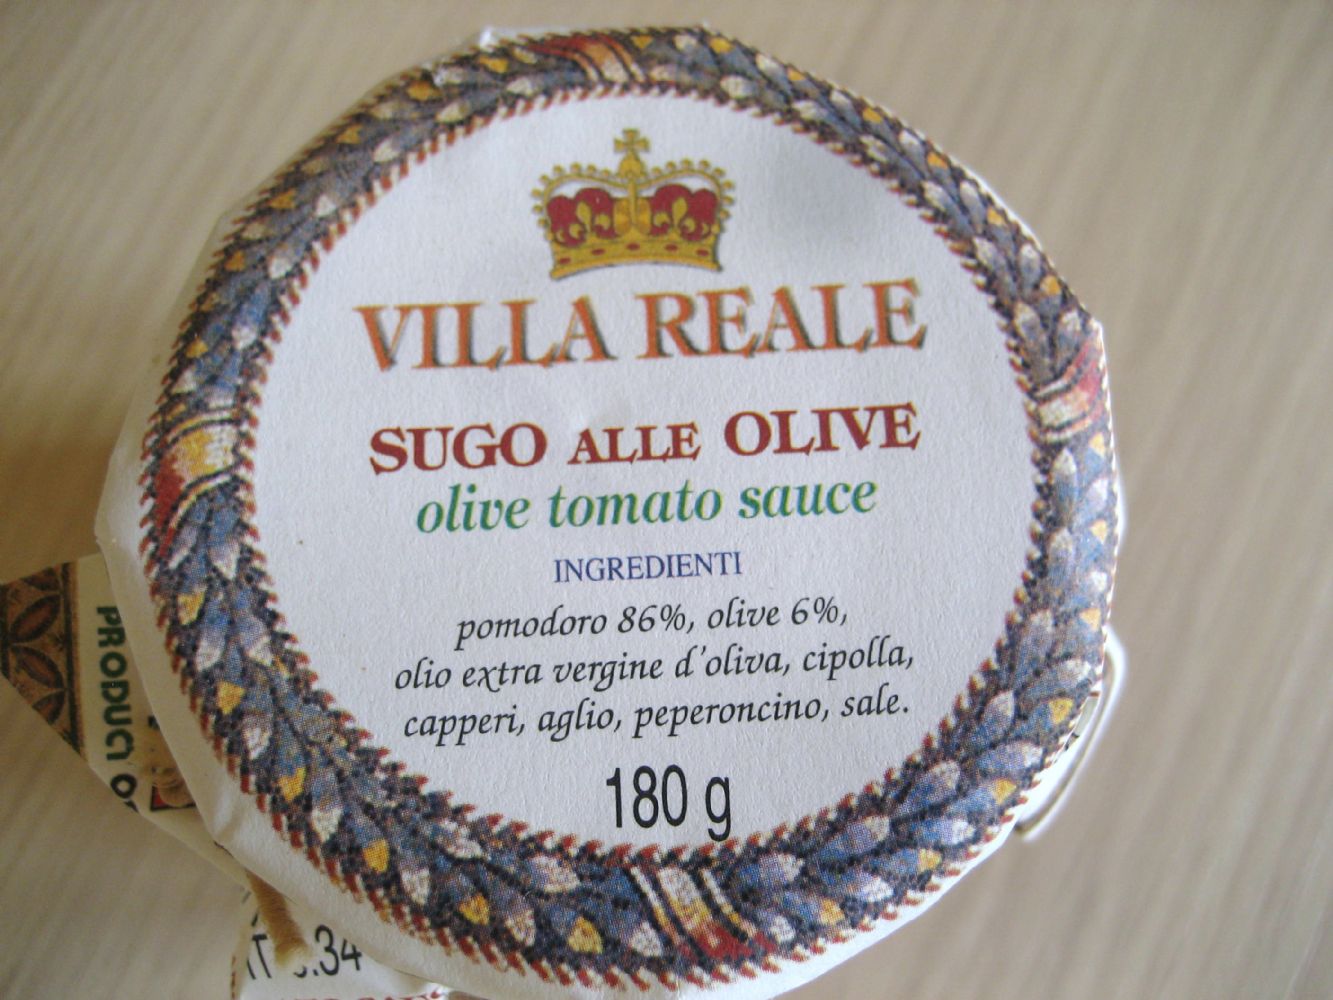 VILLA REALE
SUGO ALLE OLIVE
olive tomato sauce
INGREDIENTI
pomodoro 86%, olive 6%,
olio extra vergine d'oliva, cipolla,
capperi, aglio, peperoncino, sale.
180 g